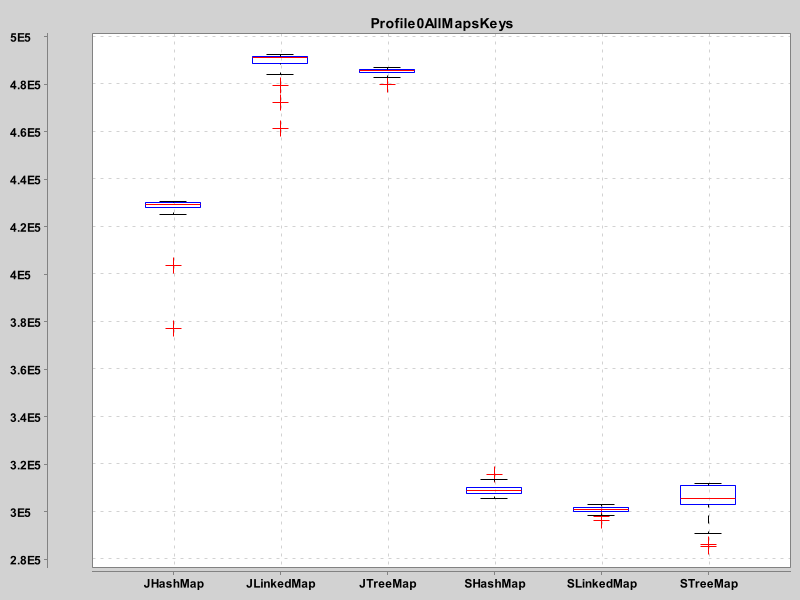 Profile0AllMapsKeys
5E5
4.8E5
4.6E5
4.4E5
4.2E5
4E5
3.8E5
3.6E5
3.4E5
3.2E5
3E5
2.8E5
JHashMap JLinkedMap JTreeMap SHashMap SLinkedMap STreeMap